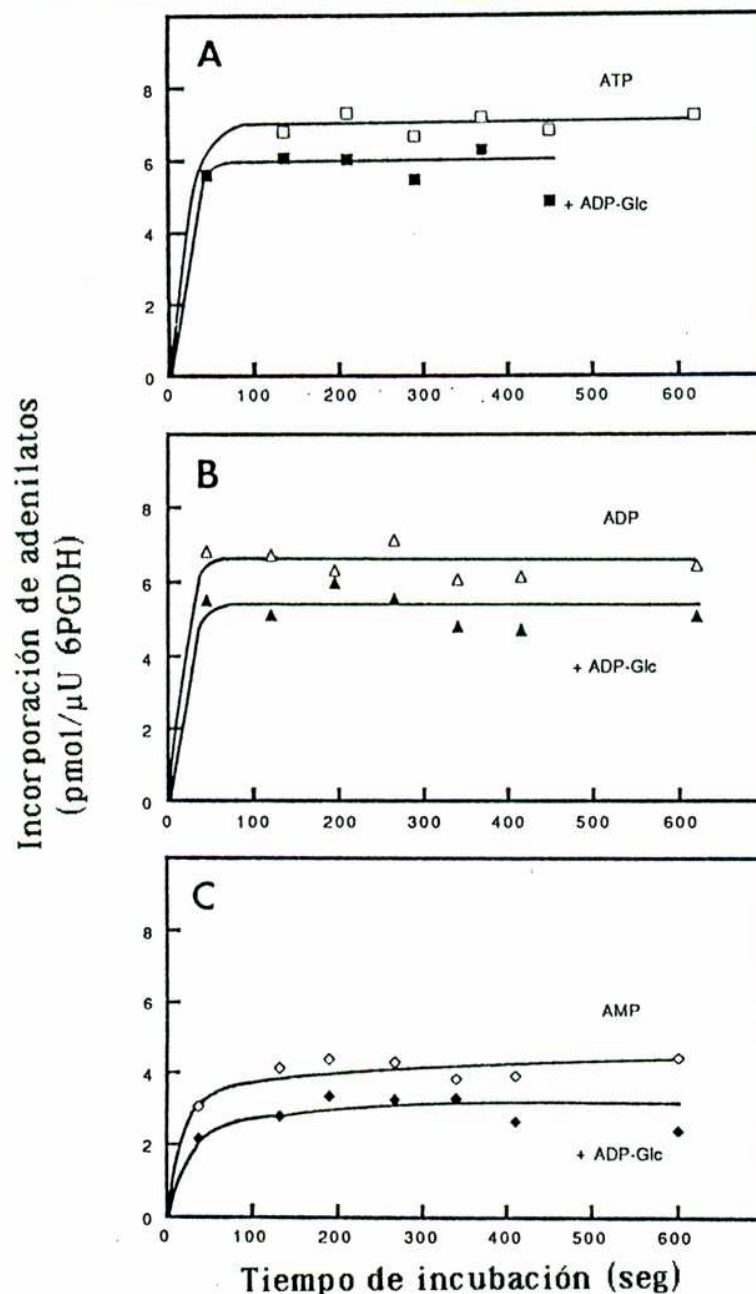 Incorporación de adenilatos
(pmol/µU 6PGDH)
A
ATP
+ ADP-Glc
8
6
4
2
0
0 100 200 300 400 500 600
B
ADP
+ ADP-Glc
8
6
4
2
0
0 100 200 300 400 500 600
C
AMP
+ ADP-Glc
8
6
4
2
0
0 100 200 300 400 500 600
Tiempo de incubación (seg)